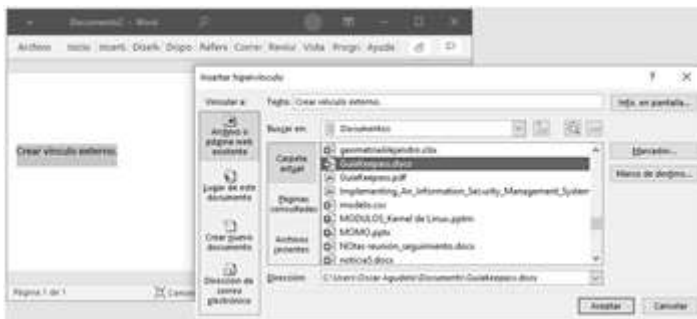 Documento2 - Word
Archivo Inicio Insert. Diseñ. Dispo. Refere Corre Revisi Vista Progri Ayuda
Crear vínculo externo.
Página 1 de 1
Insertar hipervínculo ? X
Vincular a:
Archivo o
página web
existente
Lugar de este
documento
Crear nuevo
documento
Dirección de
correo
electrónico
Texto: Crear vínculo externo.
Info. en pantalla...
Buscar en: Documentos
Carpeta
actual
Páginas
consultadas
Archivos
recientes
GuiaKeepass.docx
GuiaKeepass.pdf
Implementing_An_Information_Security_Management_System
modelo.csv
MODULOS_Kernel de Linux.pptm
MOMO.pptx
NOtas reunión_seguimiento.docx
noticia5.docx
Marcador...
Marco de destino...
Dirección: C:\Users\Oscar Agudelo\Documents\GuiaKeepass.docx
Aceptar Cancelar